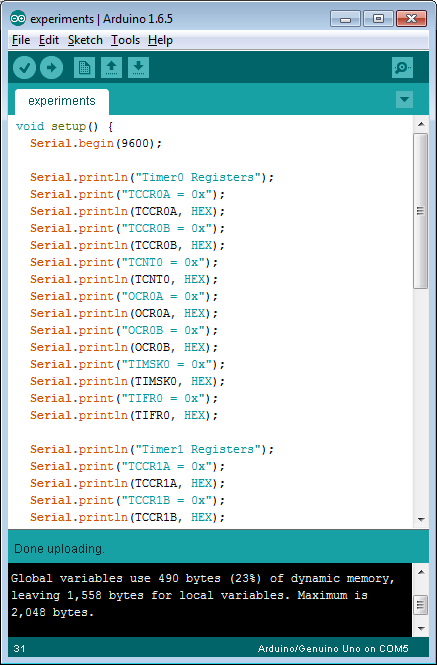 experiments | Arduino 1.6.5
File Edit Sketch Tools Help
experiments
void setup() {
  Serial.begin(9600);

  Serial.println("Timer0 Registers");
  Serial.print("TCCR0A = 0x");
  Serial.println(TCCR0A, HEX);
  Serial.print("TCCR0B = 0x");
  Serial.println(TCCR0B, HEX);
  Serial.print("TCNT0 = 0x");
  Serial.println(TCNT0, HEX);
  Serial.print("OCR0A = 0x");
  Serial.println(OCR0A, HEX);
  Serial.print("OCR0B = 0x");
  Serial.println(OCR0B, HEX);
  Serial.print("TIMSK0 = 0x");
  Serial.println(TIMSK0, HEX);
  Serial.print("TIFR0 = 0x");
  Serial.println(TIFR0, HEX);

  Serial.println("Timer1 Registers");
  Serial.print("TCCR1A = 0x");
  Serial.println(TCCR1A, HEX);
  Serial.print("TCCR1B = 0x");
  Serial.println(TCCR1B, HEX);
Done uploading.
Global variables use 490 bytes (23%) of dynamic memory,
leaving 1,558 bytes for local variables. Maximum is
2,048 bytes.
31 Arduino/Genuino Uno on COM5